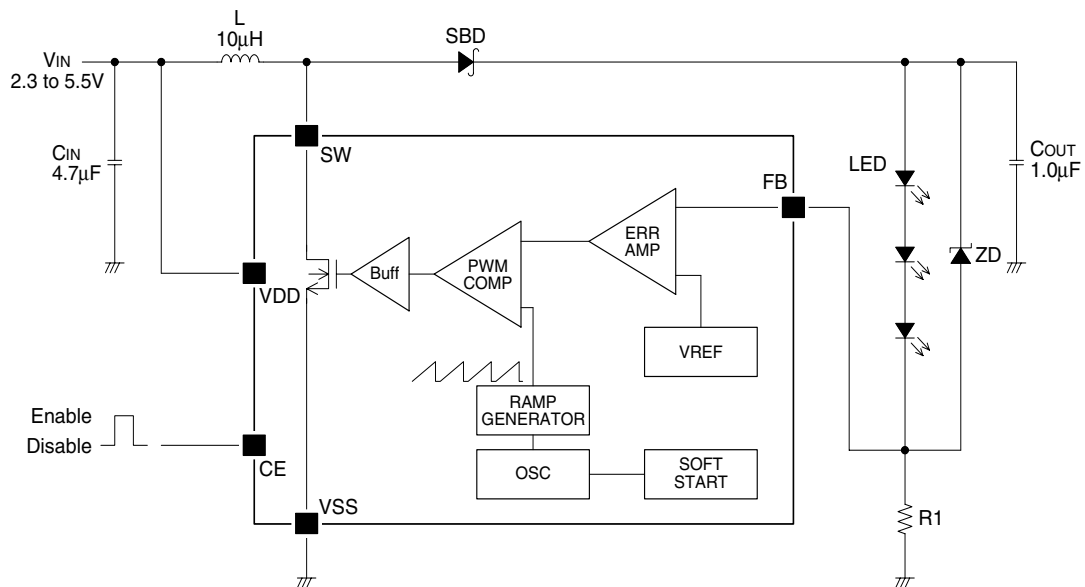 L
10μH
SBD
VIN
2.3 to 5.5V
CIN
4.7μF
SW
FB
LED
COUT
1.0μF
ERR
AMP
PWM
COMP
Buff
VDD
ZD
VREF
RAMP
GENERATOR
Enable
Disable
CE
OSC
SOFT
START
VSS
R1